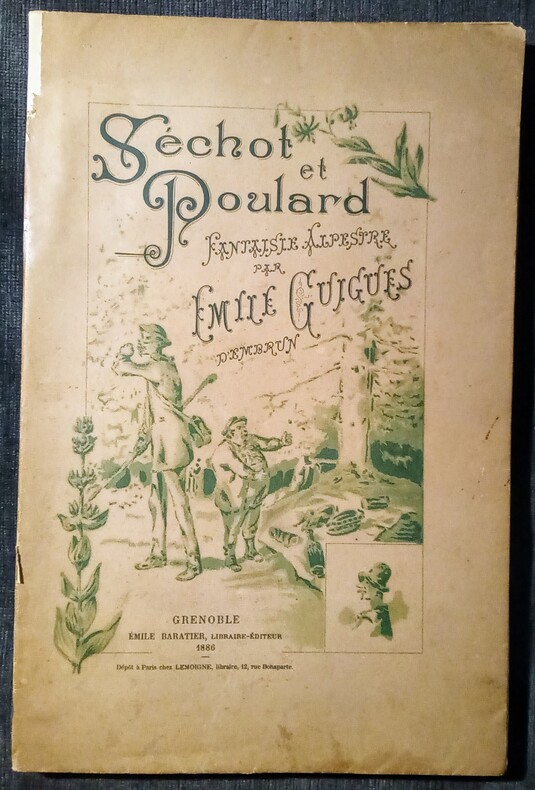 Séchot
et
Poulard
FANTAISIE ALPESTRE
PAR
EMILE GUIGUES
D'EMBRUN
GRENOBLE
ÉMILE BARATIER, LIBRAIRE-ÉDITEUR
1886
Dépôt à Paris chez LEMOIGNE, libraire, 12, rue Bonaparte.